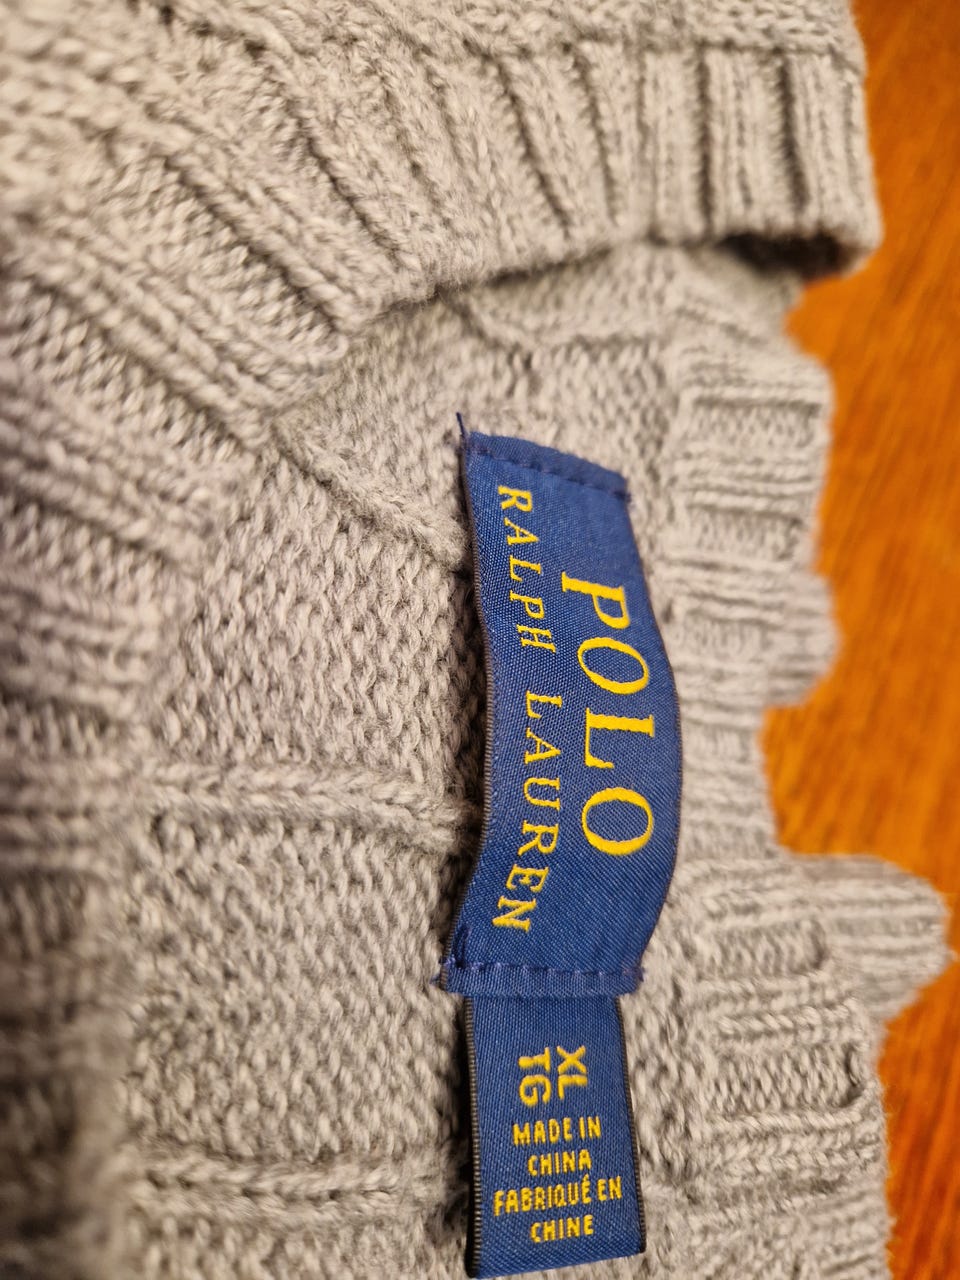 POLO
RALPH LAUREN
XL
TG
MADE IN
CHINA
FABRIQUÉ EN
CHINE